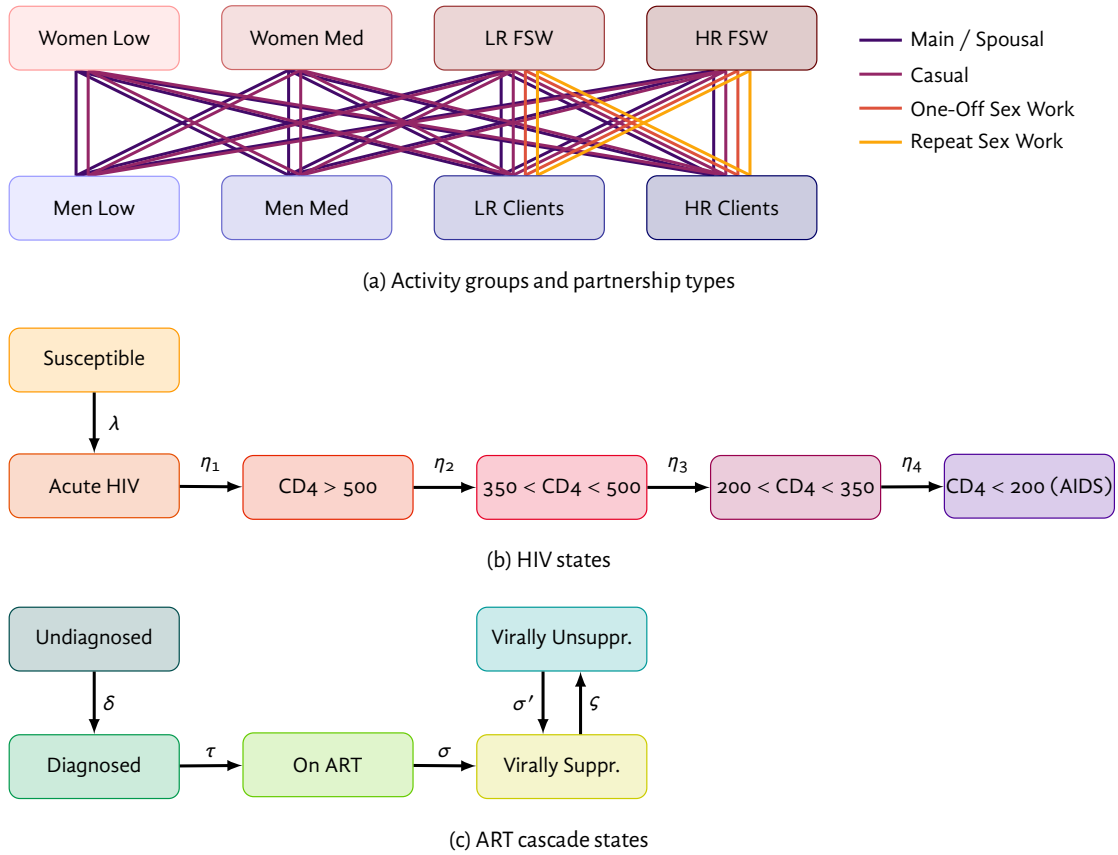 Women Low
Women Med
LR FSW
HR FSW
Main / Spousal
Casual
One-Off Sex Work
Repeat Sex Work
Men Low
Men Med
LR Clients
HR Clients
(a) Activity groups and partnership types
Susceptible
λ
Acute HIV
η1
CD4 > 500
η2
350 < CD4 < 500
η3
200 < CD4 < 350
η4
CD4 < 200 (AIDS)
(b) HIV states
Undiagnosed
Virally Unsuppr.
δ
σ′
ς
Diagnosed
τ
On ART
σ
Virally Suppr.
(c) ART cascade states